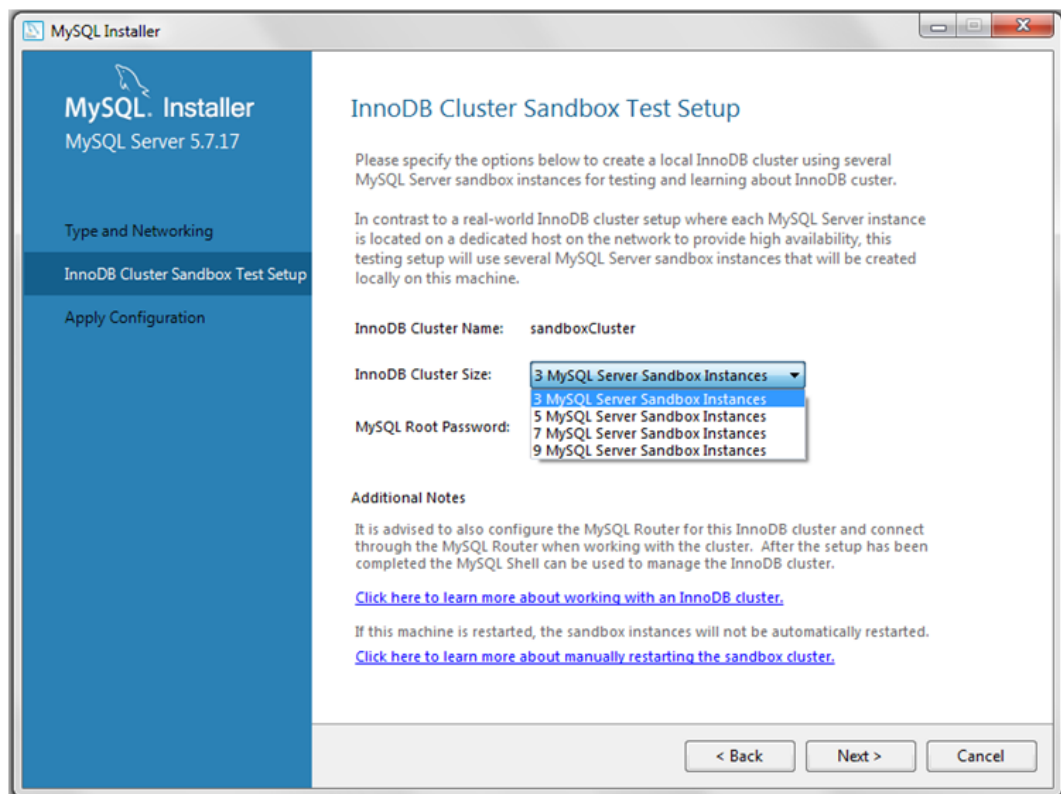 MySQL Installer
MySQL. Installer
MySQL Server 5.7.17
Type and Networking
InnoDB Cluster Sandbox Test Setup
Apply Configuration
InnoDB Cluster Sandbox Test Setup
Please specify the options below to create a local InnoDB cluster using several
MySQL Server sandbox instances for testing and learning about InnoDB custer.
In contrast to a real-world InnoDB cluster setup where each MySQL Server instance
is located on a dedicated host on the network to provide high availability, this
testing setup will use several MySQL Server sandbox instances that will be created
locally on this machine.
InnoDB Cluster Name: sandboxCluster
InnoDB Cluster Size: 3 MySQL Server Sandbox Instances
3 MySQL Server Sandbox Instances
5 MySQL Server Sandbox Instances
MySQL Root Password: 7 MySQL Server Sandbox Instances
9 MySQL Server Sandbox Instances
Additional Notes
It is advised to also configure the MySQL Router for this InnoDB cluster and connect
through the MySQL Router when working with the cluster. After the setup has been
completed the MySQL Shell can be used to manage the InnoDB cluster.
Click here to learn more about working with an InnoDB cluster.
If this machine is restarted, the sandbox instances will not be automatically restarted.
Click here to learn more about manually restarting the sandbox cluster.
< Back Next > Cancel